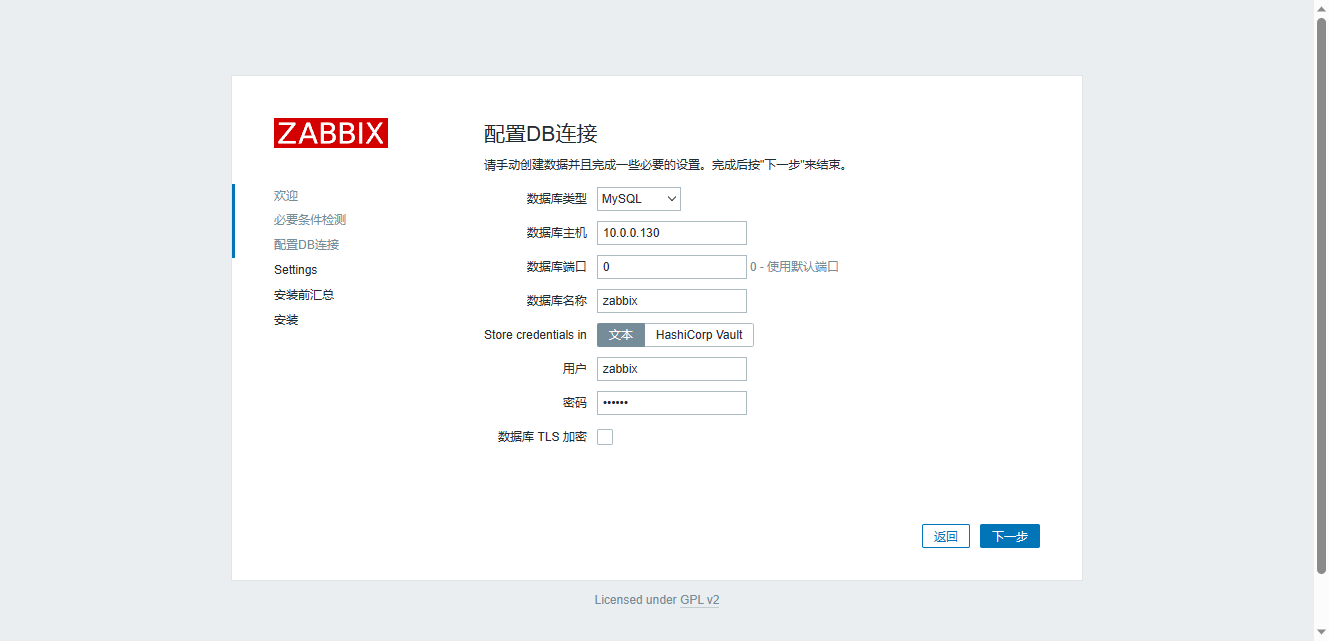 ZABBIX
欢迎
必要条件检测
配置DB连接
Settings
安装前汇总
安装
配置DB连接
请手动创建数据并且完成一些必要的设置。完成后按"下一步"来结束。
数据库类型 MySQL
数据库主机 10.0.0.130
数据库端口 0 0 - 使用默认端口
数据库名称 zabbix
Store credentials in 文本 HashiCorp Vault
用户 zabbix
密码 ••••••
数据库 TLS 加密
返回 下一步
Licensed under GPL v2